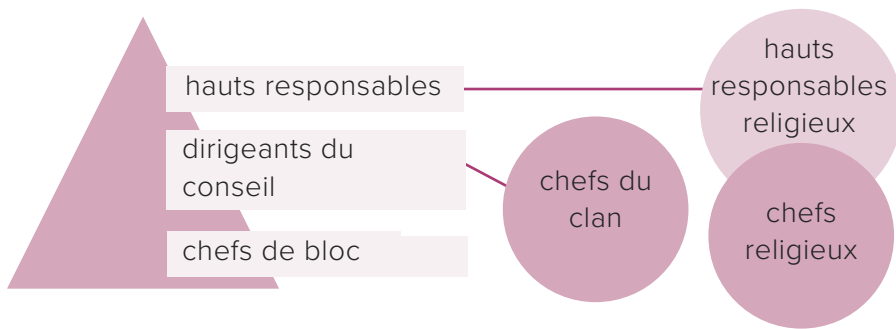 hauts responsables
dirigeants du
conseil
chefs de bloc
chefs du
clan
hauts
responsables
religieux
chefs
religieux